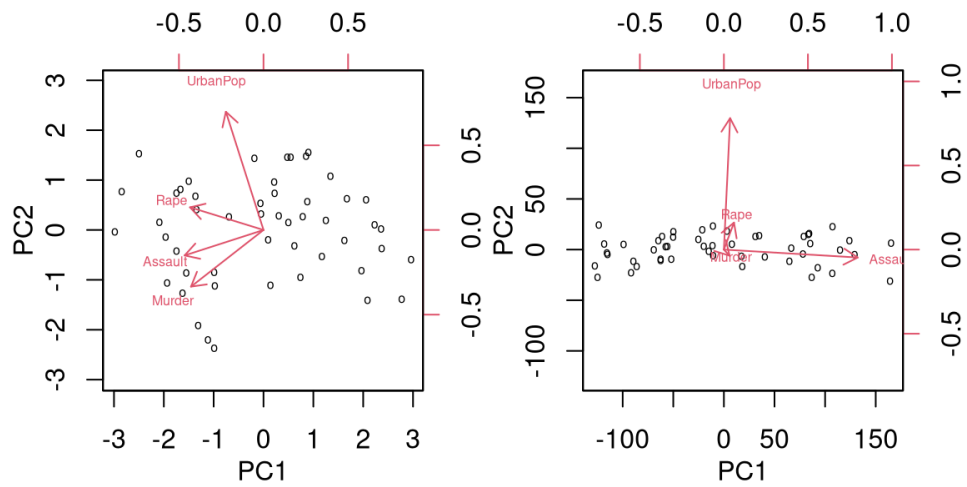 -0.5 0.0 0.5
UrbanPop
Rape
Assault
Murder
3
2
1
0
-1
-2
-3
PC2
0.5
0.0
-0.5
-3 -2 -1 0 1 2 3
PC1
-0.5 0.0 0.5 1.0
UrbanPop
Rape
Murder
Assau
150
50
0
-100
PC2
1.0
0.5
0.0
-0.5
-100 0 50 150
PC1